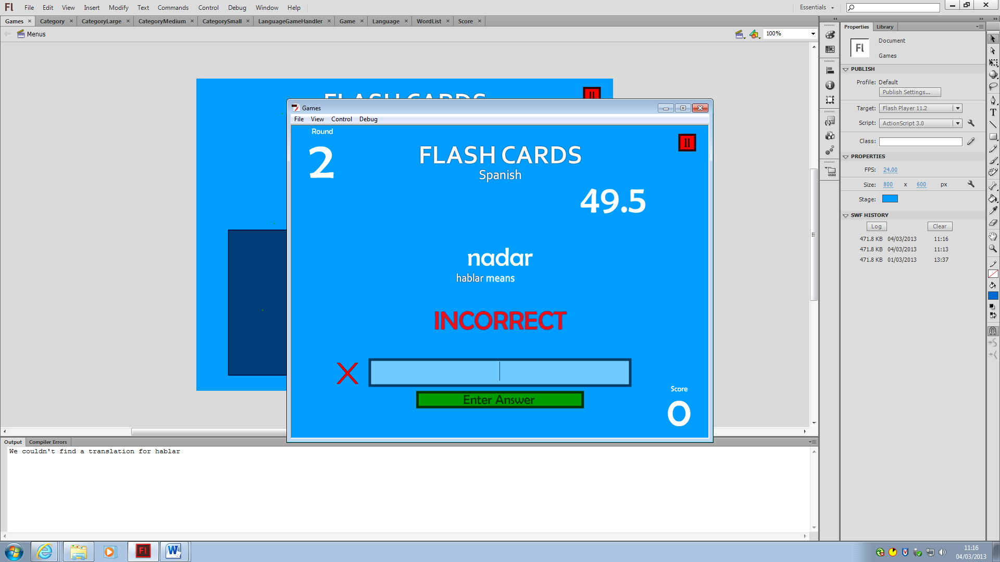 Fl File Edit View Insert Modify Text Commands Control Debug Window Help Essentials
Games Category CategoryLarge CategoryMedium CategorySmall LanguageGameHandler Game Language WordList Score
Menus 100%
Properties Library
Fl Document
Games
PUBLISH
Profile: Default
Publish Settings...
Target: Flash Player 11.2
Script: ActionScript 3.0
Class:
PROPERTIES
FPS: 24.00
Size: 800 x 600 px
Stage:
SWF HISTORY
Log Clear
471.8 KB 04/03/2013 11:16
471.8 KB 04/03/2013 11:13
471.8 KB 01/03/2013 13:37
FLASH CARDS
Games
File View Control Debug
Round
2
FLASH CARDS
Spanish
49.5
nadar
hablar means
INCORRECT
Enter Answer
Score
0
Output Compiler Errors
We couldn't find a translation for hablar
11:16
04/03/2013